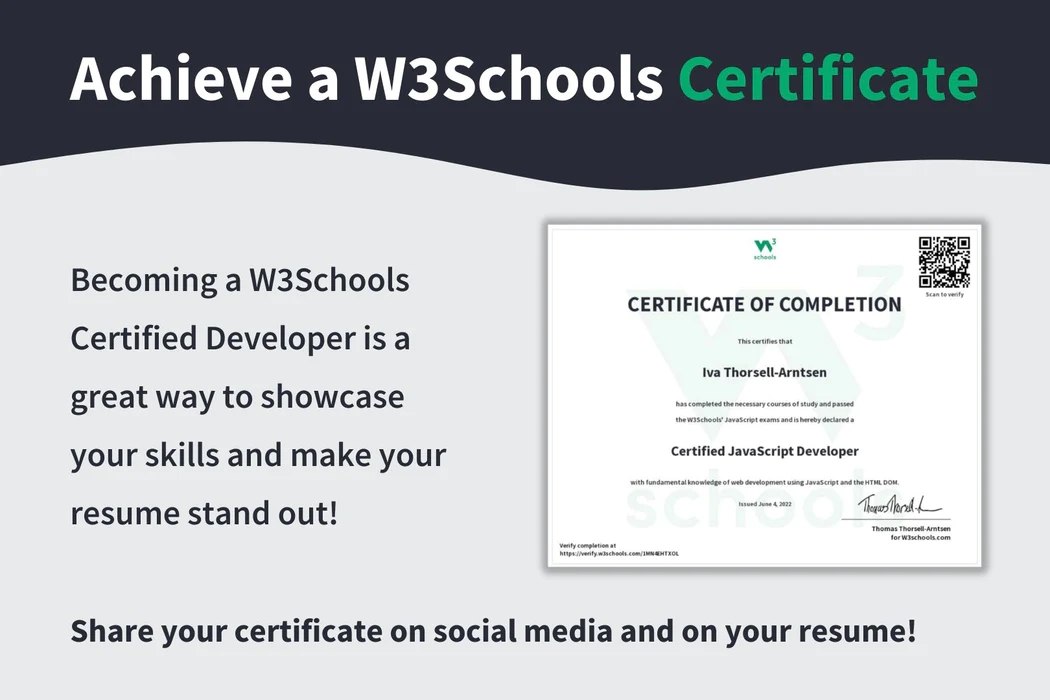 Achieve a W3Schools Certificate
Becoming a W3Schools
Certified Developer is a
great way to showcase
your skills and make your
resume stand out!
W3
schools
Scan to verify
CERTIFICATE OF COMPLETION
This certifies that
Iva Thorsell-Arntsen
has completed the necessary courses of study and passed
the W3Schools' JavaScript exams and is hereby declared a
Certified JavaScript Developer
with fundamental knowledge of web development using JavaScript and the HTML DOM.
Issued June 4, 2022
Thomas Thorsell-Arntsen
for W3schools.com
Verify completion at
https://verify.w3schools.com/1MN4EHTXOL
Share your certificate on social media and on your resume!